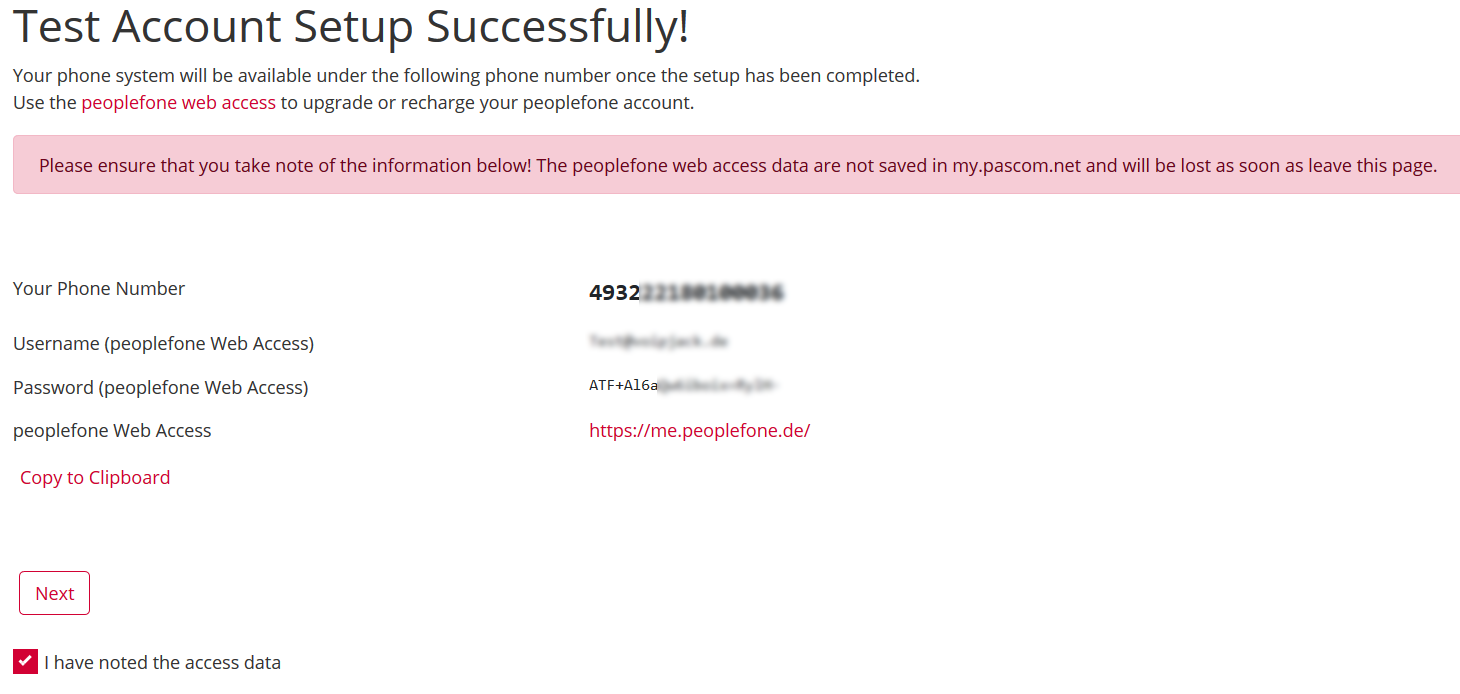 Test Account Setup Successfully!
Your phone system will be available under the following phone number once the setup has been completed.
Use the peoplefone web access to upgrade or recharge your peoplefone account.
Please ensure that you take note of the information below! The peoplefone web access data are not saved in my.pascom.net and will be lost as soon as leave this page.
Your Phone Number 4932
Username (peoplefone Web Access)
Password (peoplefone Web Access) ATF+Al6a
peoplefone Web Access https://me.peoplefone.de/
Copy to Clipboard
Next
I have noted the access data